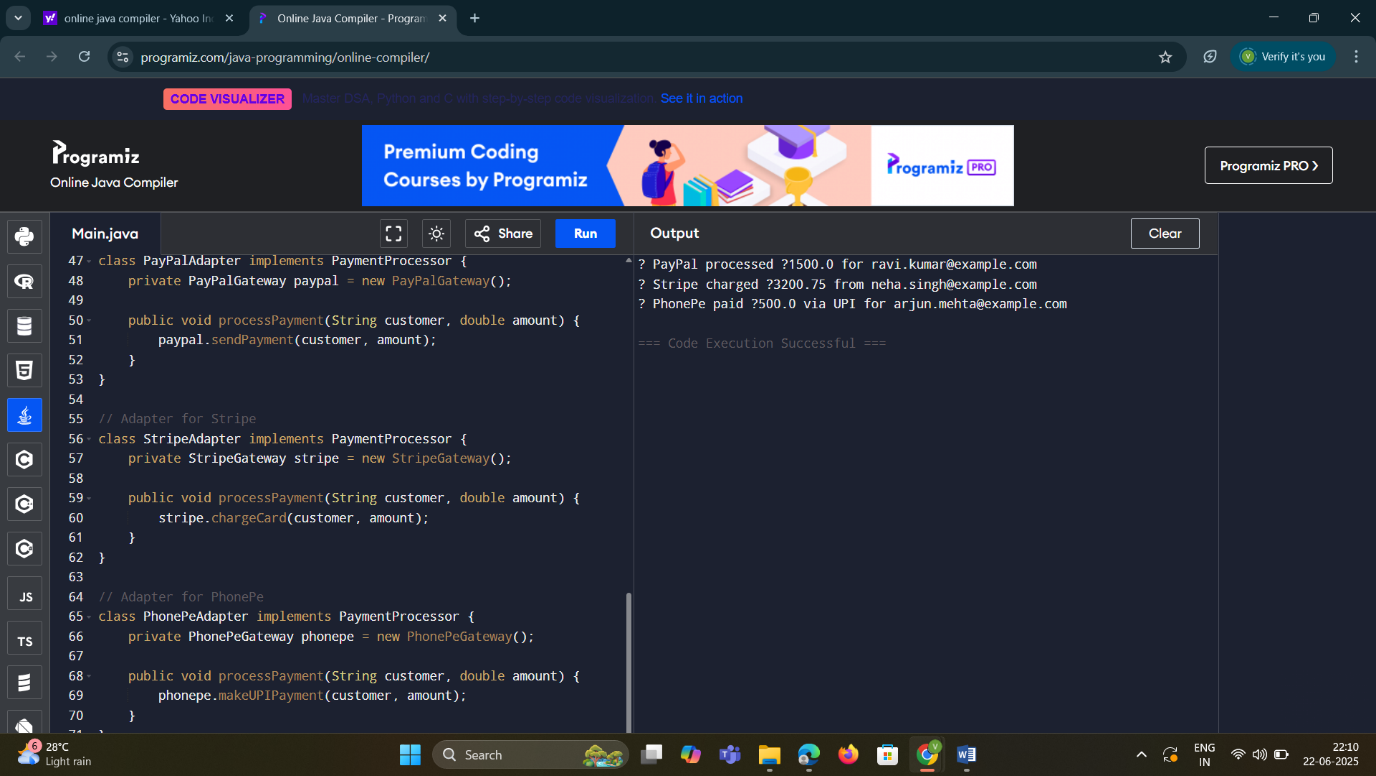 online java compiler - Yahoo In
Online Java Compiler - Program
programiz.com/java-programming/online-compiler/
Verify it's you
CODE VISUALIZER Master DSA, Python and C with step-by-step code visualization. See it in action
Programiz
Online Java Compiler
Premium Coding
Courses by Programiz
Programiz PRO
Programiz PRO
Main.java
Share
Run
Output
Clear
47 class PayPalAdapter implements PaymentProcessor {
48 private PayPalGateway paypal = new PayPalGateway();
49
50 public void processPayment(String customer, double amount) {
51 paypal.sendPayment(customer, amount);
52 }
53 }
54
55 // Adapter for Stripe
56 class StripeAdapter implements PaymentProcessor {
57 private StripeGateway stripe = new StripeGateway();
58
59 public void processPayment(String customer, double amount) {
60 stripe.chargeCard(customer, amount);
61 }
62 }
63
64 // Adapter for PhonePe
65 class PhonePeAdapter implements PaymentProcessor {
66 private PhonePeGateway phonepe = new PhonePeGateway();
67
68 public void processPayment(String customer, double amount) {
69 phonepe.makeUPIPayment(customer, amount);
70 }
71 }
? PayPal processed ?1500.0 for ravi.kumar@example.com
? Stripe charged ?3200.75 from neha.singh@example.com
? PhonePe paid ?500.0 via UPI for arjun.mehta@example.com
=== Code Execution Successful ===
JS
TS
6
28°C
Light rain
Search
ENG
IN
22:10
22-06-2025